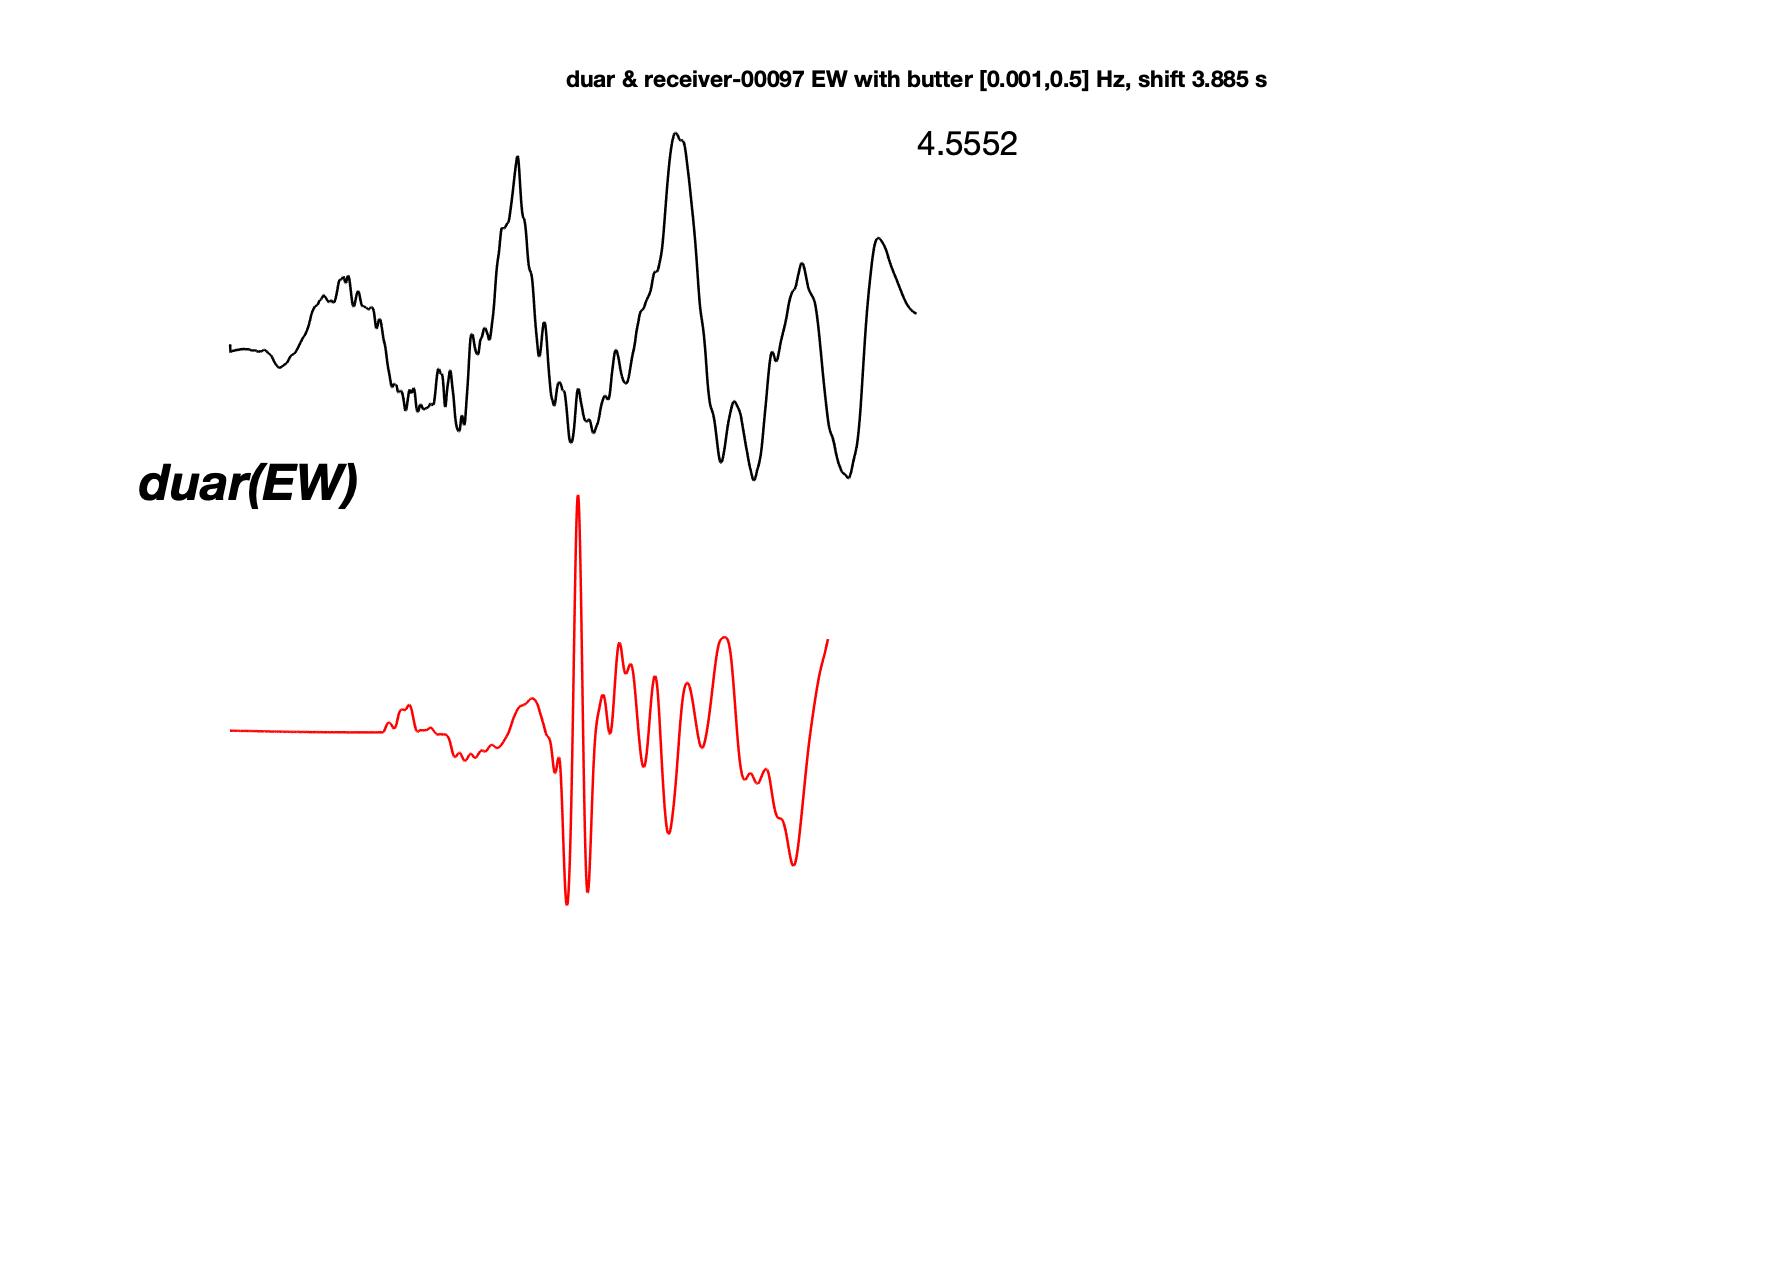 duar & receiver-00097 EW with butter [0.001,0.5] Hz, shift 3.885 s
4.5552
duar(EW)